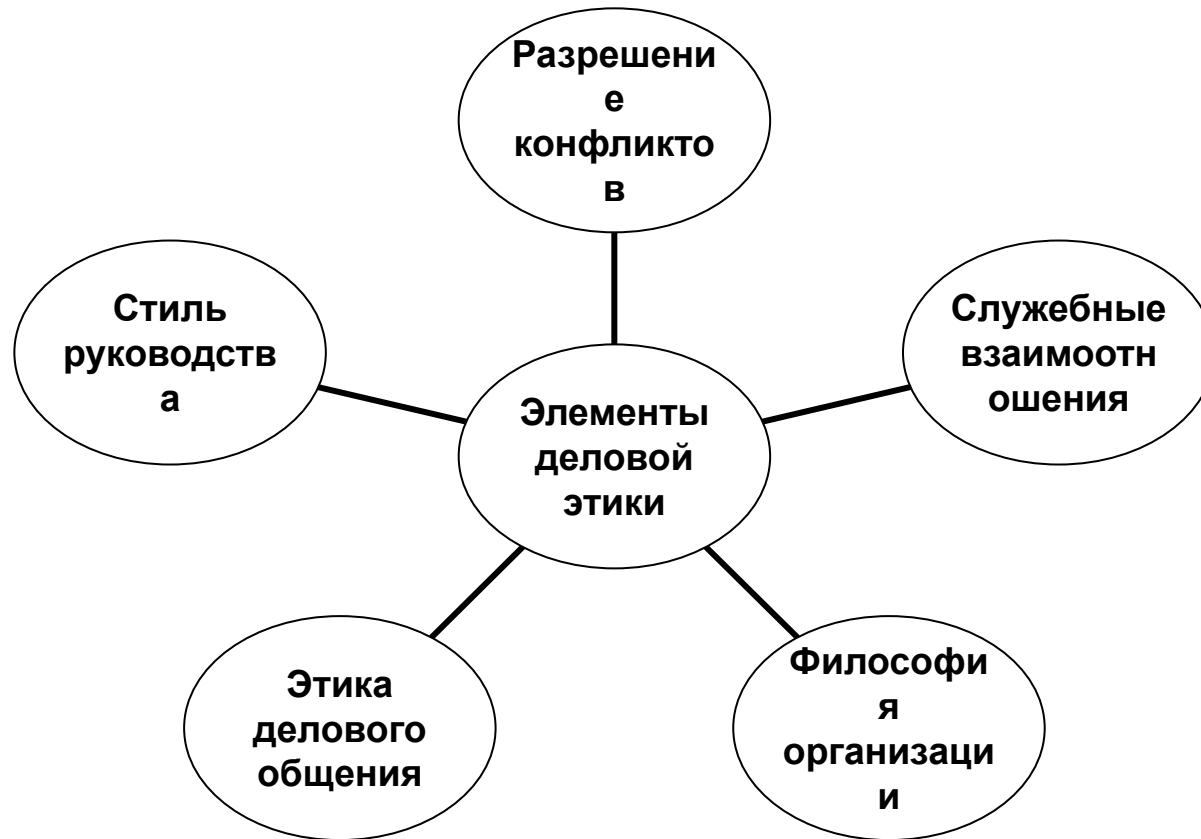 Разрешени
е
конфликто
в
Стиль
руководств
а
Служебные
взаимоотн
ошения
Элементы
деловой
этики
Этика
делового
общения
Философи
я
организаци
и